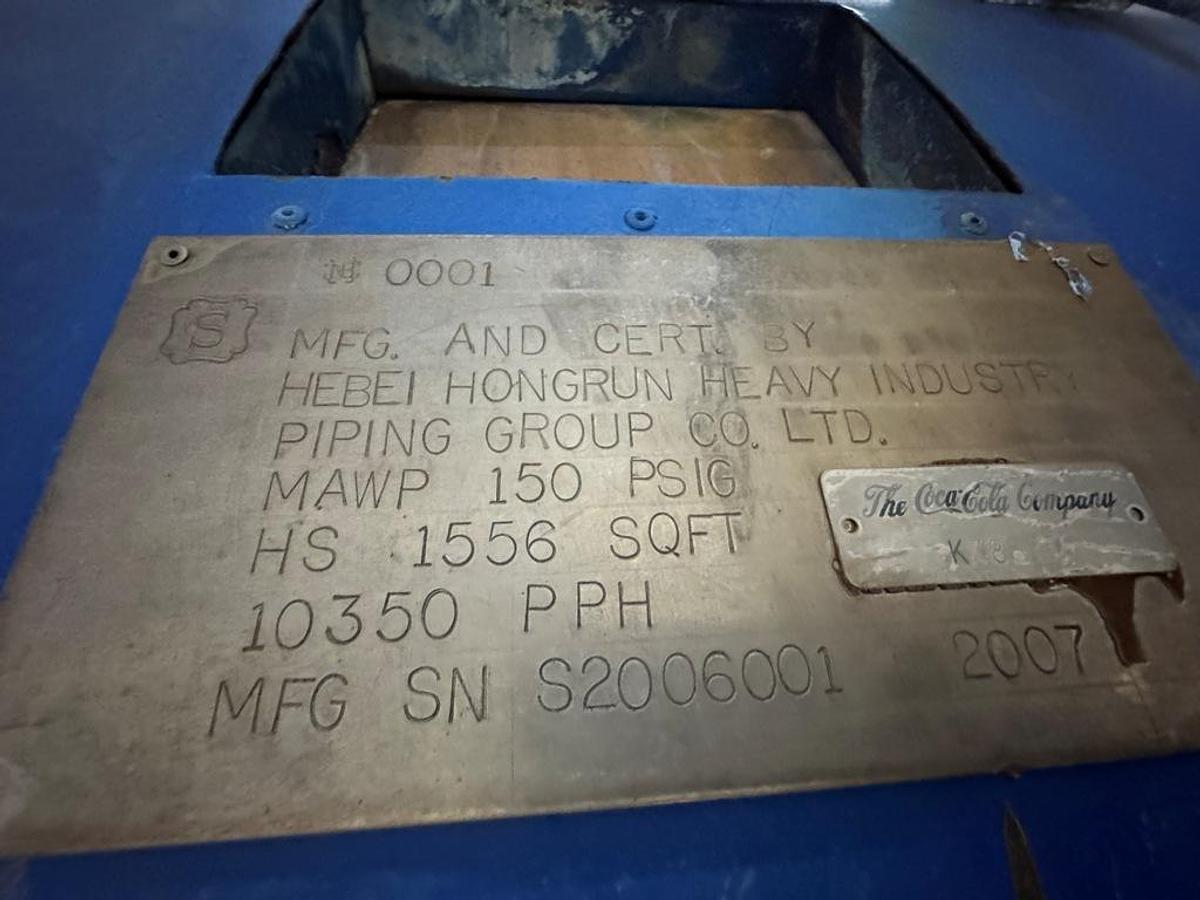 NB 0001
S
MFG. AND CERT. BY
HEBEI HONGRUN HEAVY INDUSTRY
PIPING GROUP CO. LTD.
MAWP 150 PSIG
HS 1556 SQFT
10350 PPH
MFG SN S2006001 2007
The Coca-Cola Company
K